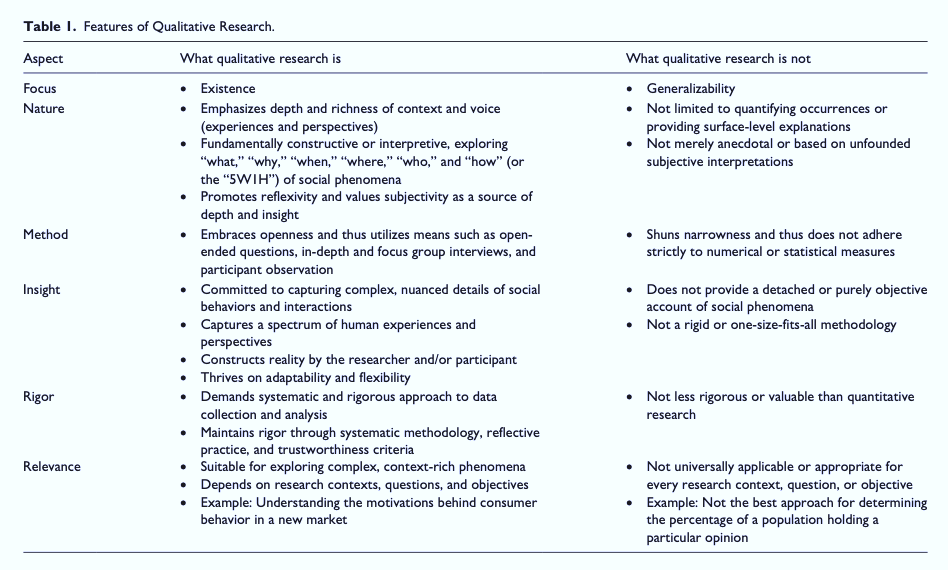 Table 1. Features of Qualitative Research.
Aspect What qualitative research is What qualitative research is not
Focus • Existence • Generalizability
Nature • Emphasizes depth and richness of context and voice • Not limited to quantifying occurrences or
(experiences and perspectives) providing surface-level explanations
• Fundamentally constructive or interpretive, exploring • Not merely anecdotal or based on unfounded
“what,” “why,” “when,” “where,” “who,” and “how” (or subjective interpretations
the “5W1H”) of social phenomena
• Promotes reflexivity and values subjectivity as a source of
depth and insight
Method • Embraces openness and thus utilizes means such as open- • Shuns narrowness and thus does not adhere
ended questions, in-depth and focus group interviews, and strictly to numerical or statistical measures
participant observation
Insight • Committed to capturing complex, nuanced details of social • Does not provide a detached or purely objective
behaviors and interactions account of social phenomena
• Captures a spectrum of human experiences and • Not a rigid or one-size-fits-all methodology
perspectives
• Constructs reality by the researcher and/or participant
• Thrives on adaptability and flexibility
Rigor • Demands systematic and rigorous approach to data • Not less rigorous or valuable than quantitative
collection and analysis research
• Maintains rigor through systematic methodology, reflective
practice, and trustworthiness criteria
Relevance • Suitable for exploring complex, context-rich phenomena • Not universally applicable or appropriate for
• Depends on research contexts, questions, and objectives every research context, question, or objective
• Example: Understanding the motivations behind consumer • Example: Not the best approach for determining
behavior in a new market the percentage of a population holding a
particular opinion